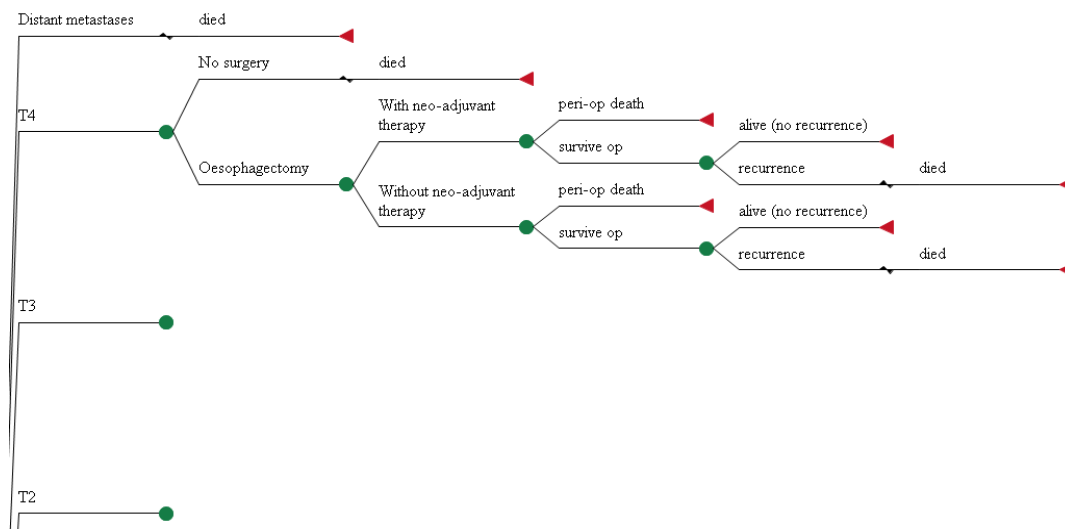 Distant metastases died
No surgery died
T4
With neo-adjuvant
therapy
peri-op death
alive (no recurrence)
survive op
Oesophagectomy
recurrence died
Without neo-adjuvant
therapy
peri-op death
alive (no recurrence)
survive op
recurrence died
T3
T2